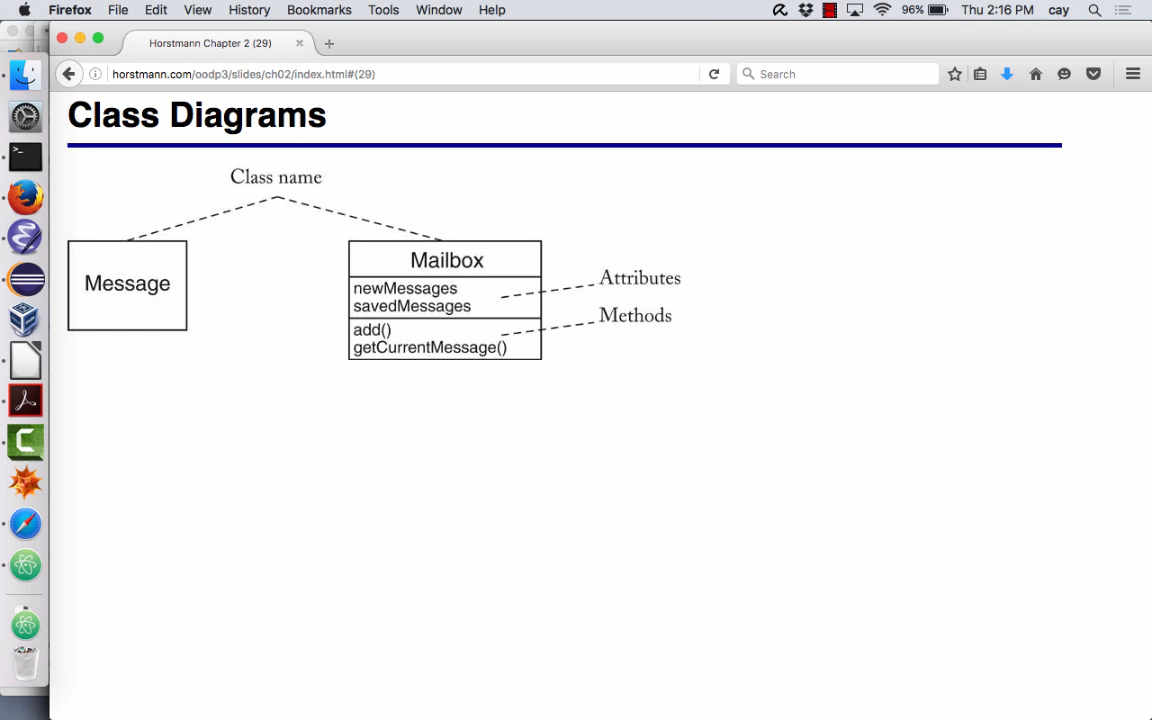 Firefox File Edit View History Bookmarks Tools Window Help 96% Thu 2:16 PM cay
Horstmann Chapter 2 (29)
horstmann.com/oodp3/slides/ch02/index.html#(29) Search
Class Diagrams
Class name
Message
Mailbox
newMessages
savedMessages
add()
getCurrentMessage()
Attributes
Methods